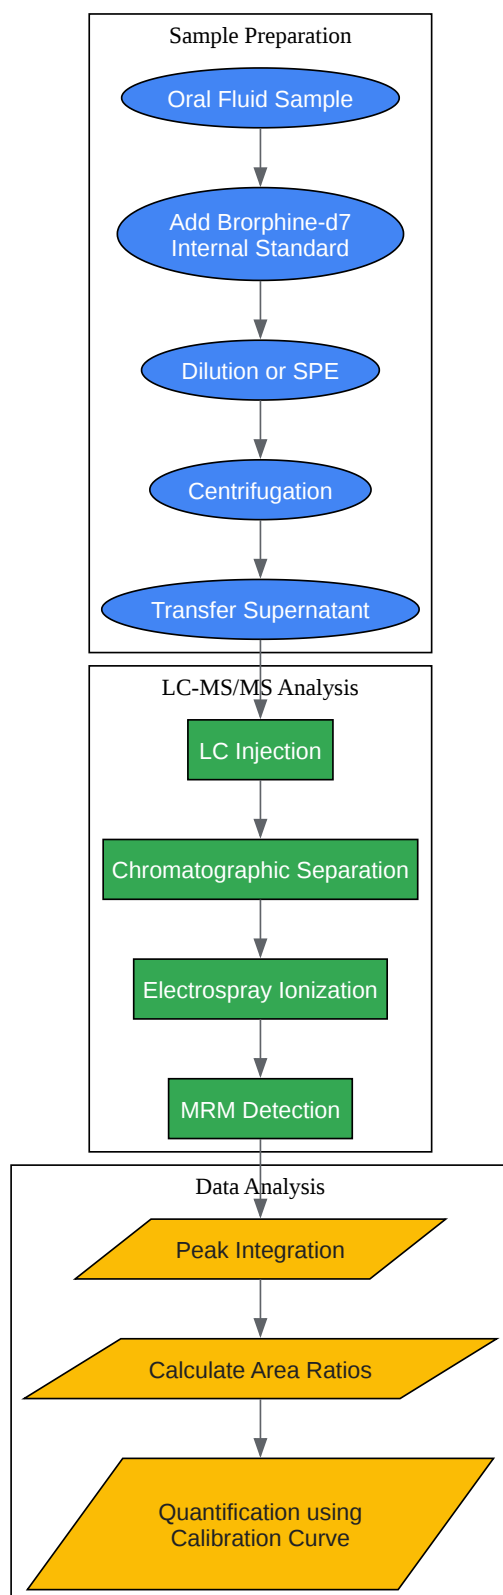 Sample Preparation
Oral Fluid Sample
Add Brorphine-d7
Internal Standard
Dilution or SPE
Centrifugation
Transfer Supernatant
LC-MS/MS Analysis
LC Injection
Chromatographic Separation
Electrospray Ionization
MRM Detection
Data Analysis
Peak Integration
Calculate Area Ratios
Quantification using
Calibration Curve